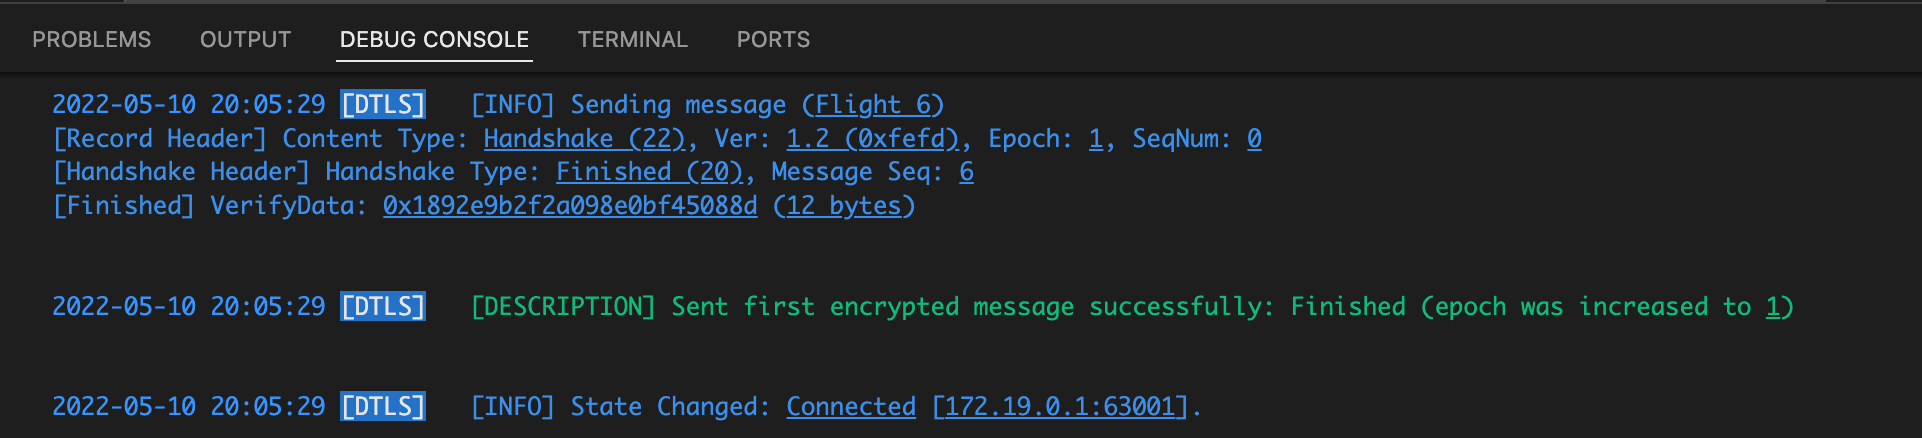 PROBLEMS OUTPUT DEBUG CONSOLE TERMINAL PORTS
2022-05-10 20:05:29 [DTLS] [INFO] Sending message (Flight 6)
[Record Header] Content Type: Handshake (22), Ver: 1.2 (0xfefd), Epoch: 1, SeqNum: 0
[Handshake Header] Handshake Type: Finished (20), Message Seq: 6
[Finished] VerifyData: 0x1892e9b2f2a098e0bf45088d (12 bytes)
2022-05-10 20:05:29 [DTLS] [DESCRIPTION] Sent first encrypted message successfully: Finished (epoch was increased to 1)
2022-05-10 20:05:29 [DTLS] [INFO] State Changed: Connected [172.19.0.1:63001].